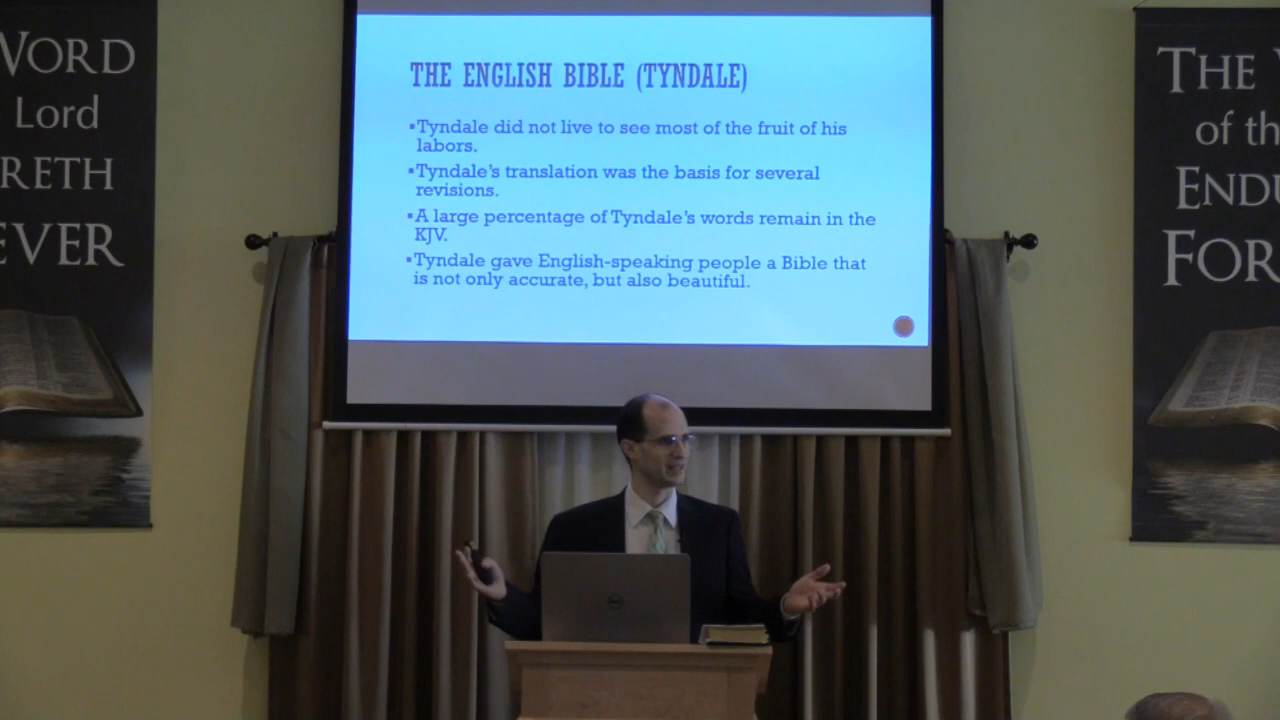 WORD
Lord
RETH
EVER
THE ENGLISH BIBLE (TYNDALE)
▪Tyndale did not live to see most of the fruit of his
labors.
▪Tyndale's translation was the basis for several
revisions.
▪A large percentage of Tyndale's words remain in the
KJV.
▪Tyndale gave English-speaking people a Bible that
is not only accurate, but also beautiful.
THE
of th
ENDU
FOR
DELL